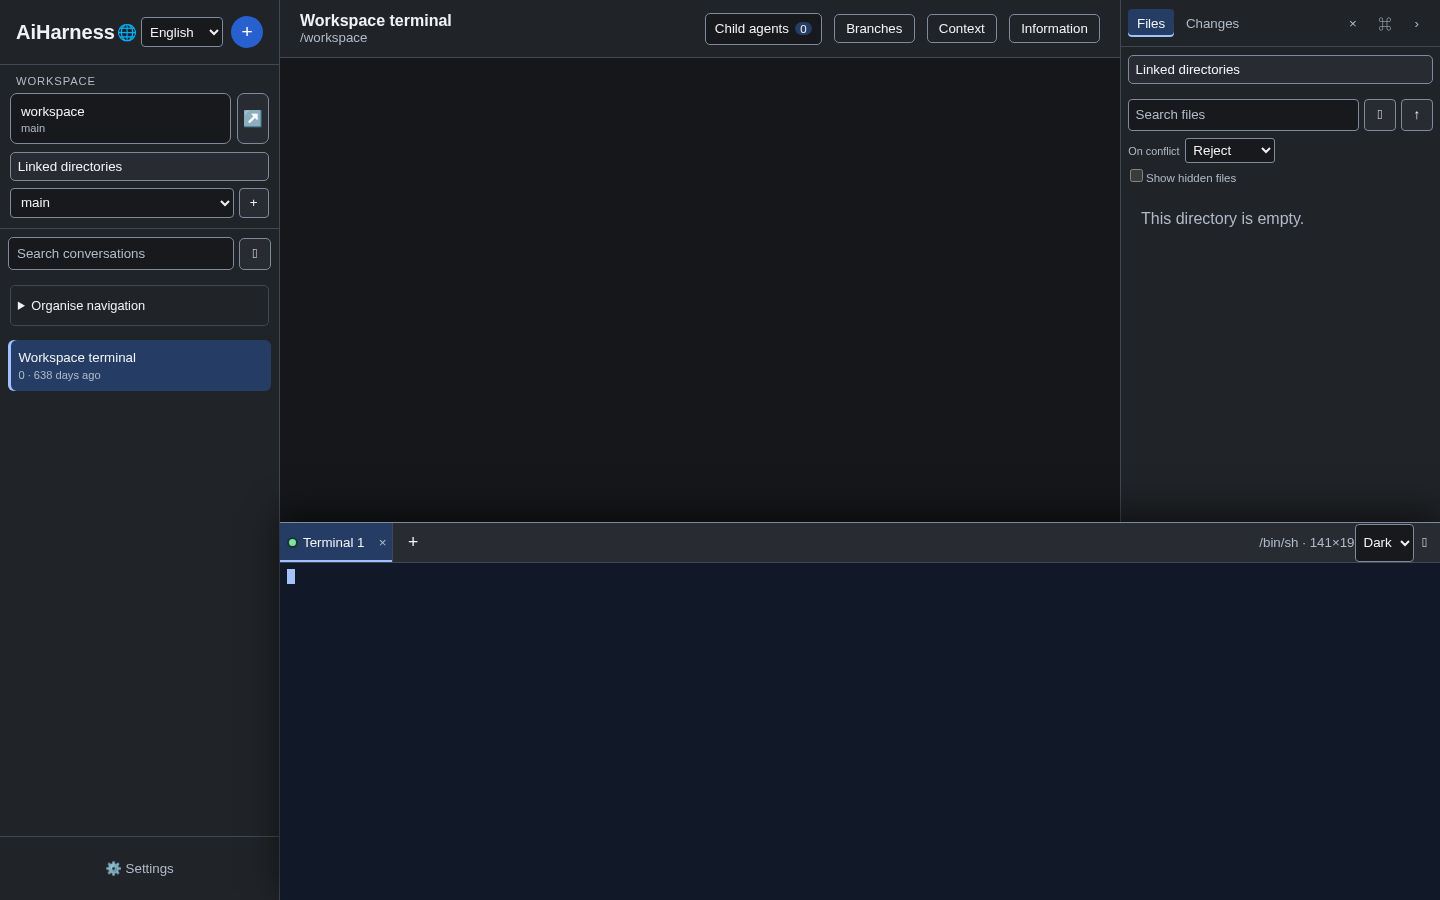 AiHarness
English
+
WORKSPACE
workspace
main
Linked directories
main
+
Search conversations
Organise navigation
Workspace terminal
0 · 638 days ago
Settings
Workspace terminal
/workspace
Child agents 0
Branches
Context
Information
Files
Changes
×
⌘
›
Linked directories
Search files
↑
On conflict
Reject
Show hidden files
This directory is empty.
Terminal 1
×
+
/bin/sh · 141×19
Dark